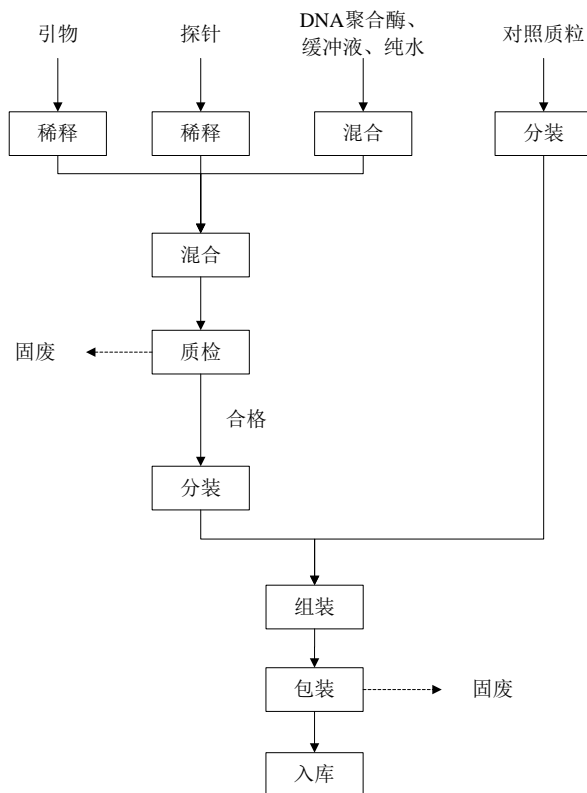 引物
探针
DNA聚合酶、
缓冲液、纯水
对照质粒
稀释
稀释
混合
分装
混合
固废
质检
合格
分装
组装
包装
固废
入库